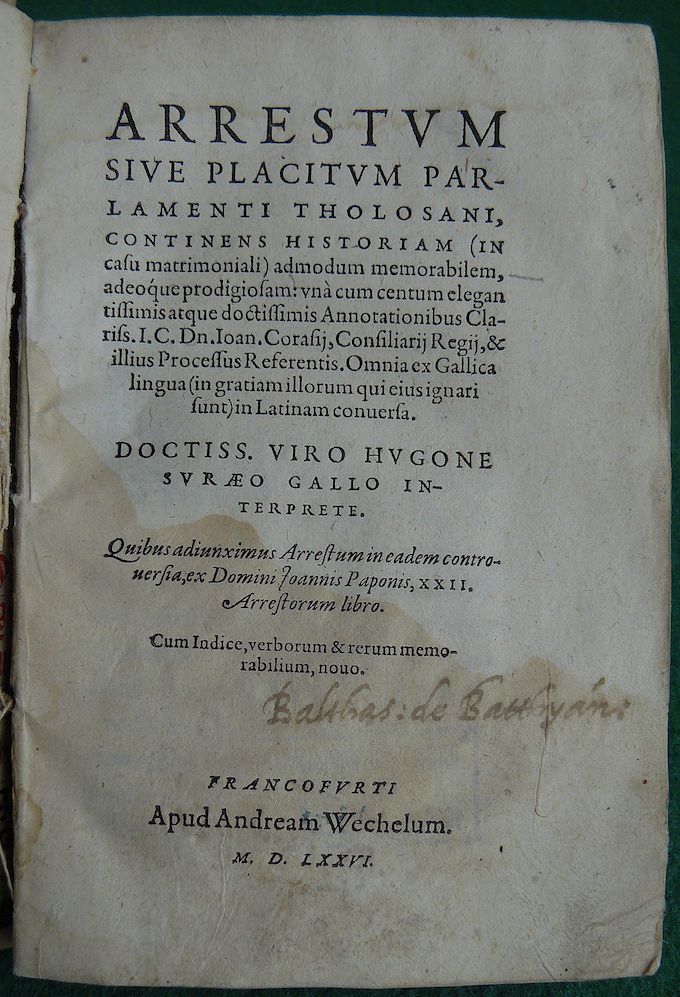 ARRESTVM
SIVE PLACITVM PAR-
LAMENTI THOLOSANI,
CONTINENS HISTORIAM (IN
caſu matrimoniali) admodum memorabilem,
adeoque prodigioſam: vnà cum centum elegan
tiſſimis atque doctiſſimis Annotationibus Cla-
riſs. I. C. Dn. Ioan. Coraſij, Conſiliarij Regij, &
illius Proceſſus Referentis. Omnia ex Gallica
lingua (in gratiam illorum qui eius ignari
ſunt) in Latinam conuerſa.
DOCTISS. VIRO HVGONE
SVRÆO GALLO IN-
TERPRETE.
Quibus adiunximus Arreſtum in eadem contro-
uerſia, ex Domini Joannis Paponis, XXII.
Arreſtorum libro.
Cum Indice, verborum & rerum memo-
rabilium, nouo.
Balthas: de Batthyán:
FRANCOFVRTI
Apud Andream Wechelum.
M. D. LXXVI.